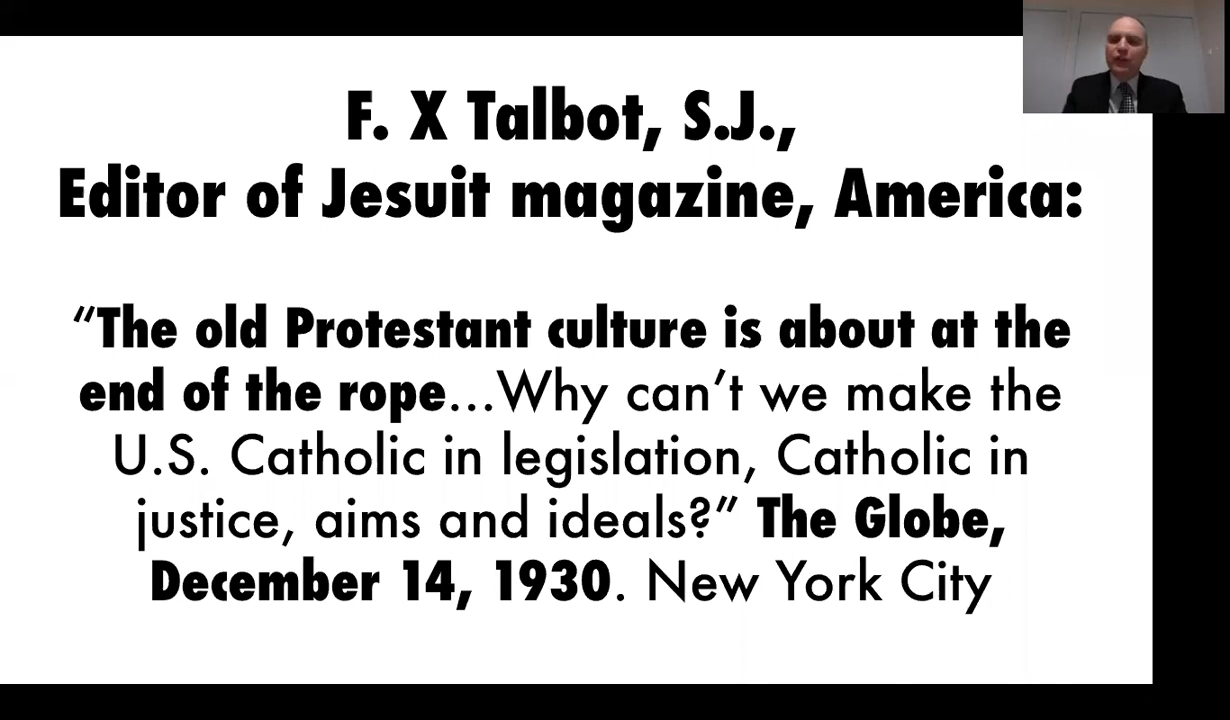 F. X Talbot, S.J.,
Editor of Jesuit magazine, America:
“The old Protestant culture is about at the
end of the rope...Why can’t we make the
U.S. Catholic in legislation, Catholic in
justice, aims and ideals?” The Globe,
December 14, 1930. New York City